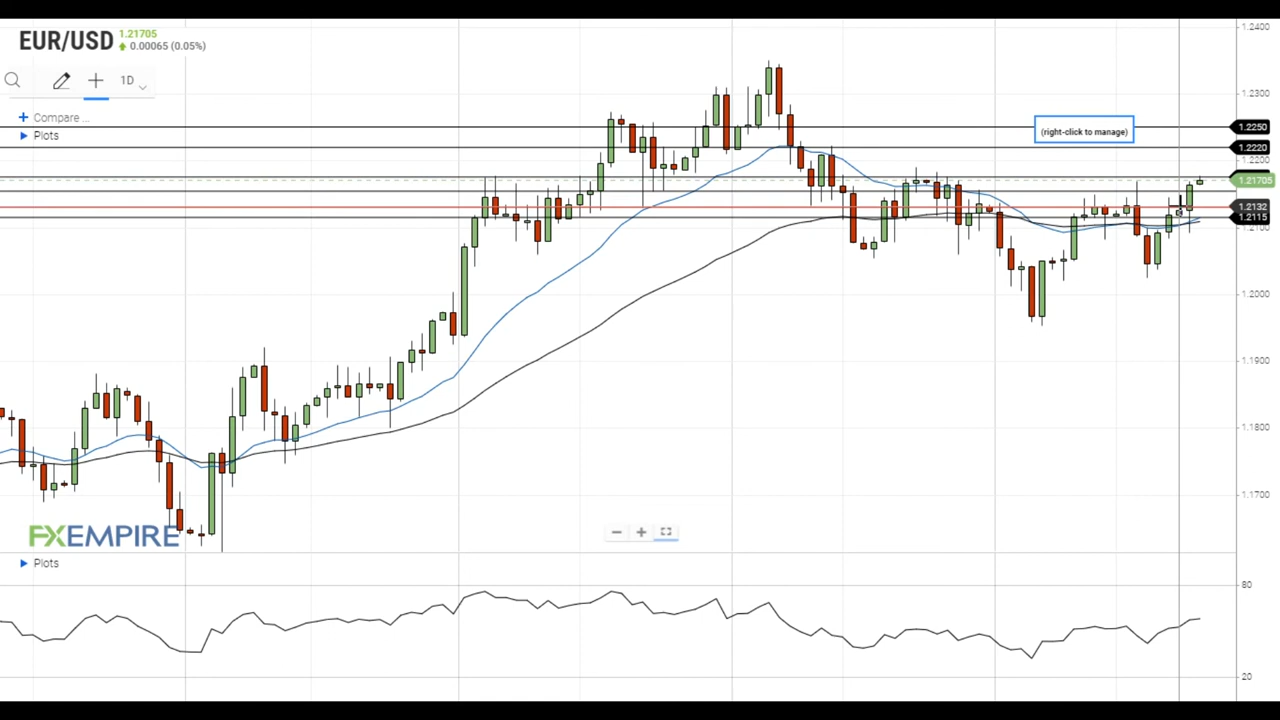 EUR/USD
1.21705
0.00065 (0.05%)
1D
Compare ...
Plots
(right-click to manage)
1.2400
1.2300
1.2250
1.2220
1.2200
1.21705
1.2132
1.2115
1.2100
1.2000
1.1900
1.1800
1.1700
FXEMPIRE
Plots
80
20